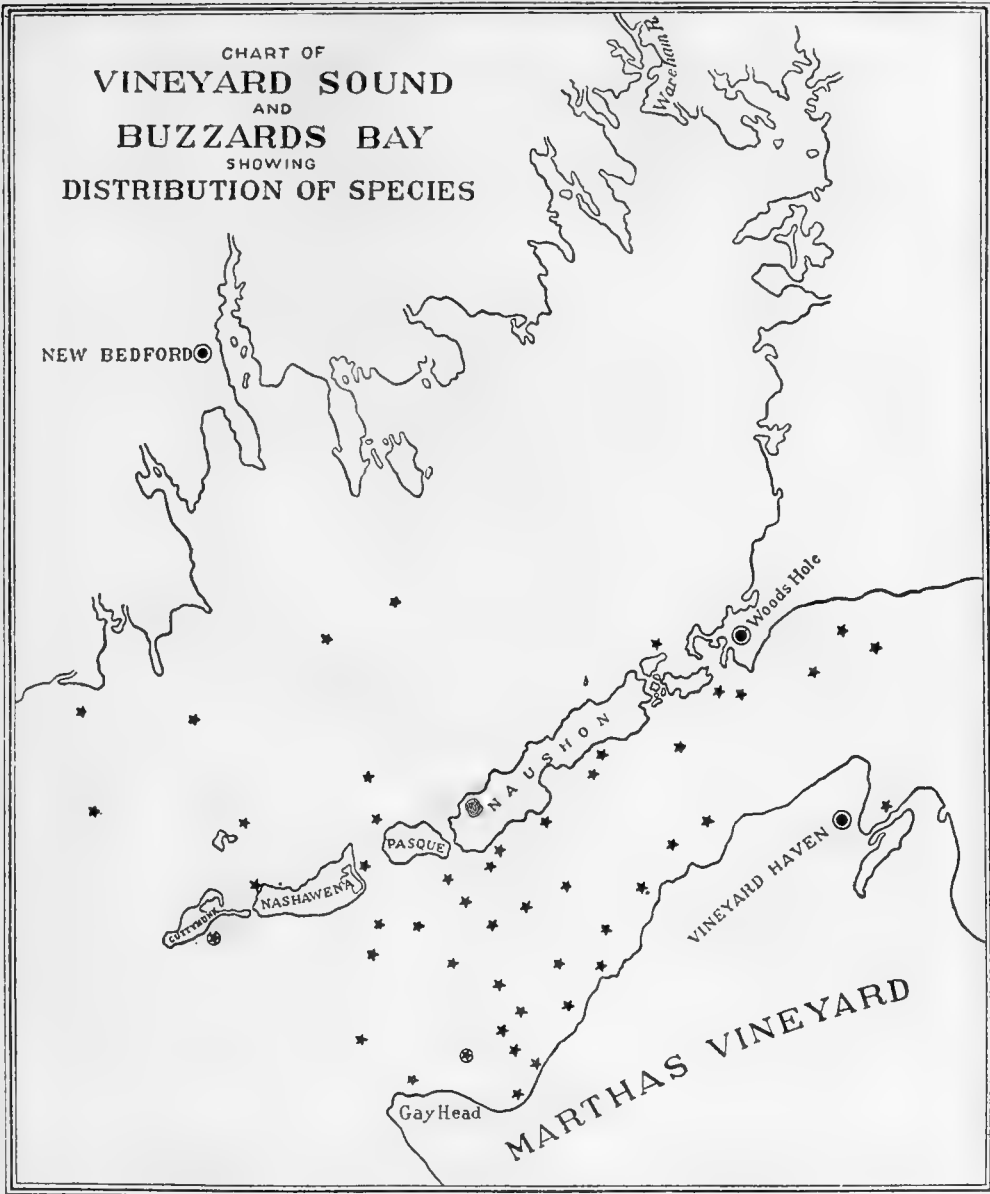 CHART OF
VINEYARD SOUND
AND
BUZZARDS BAY
SHOWING
DISTRIBUTION OF SPECIES
Wareham R.
NEW BEDFORD
Woods Hole
NAUSHON
PASQUE
NASHAWENA
CUTTYHUNK
VINEYARD HAVEN
MARTHAS VINEYARD
Gay Head